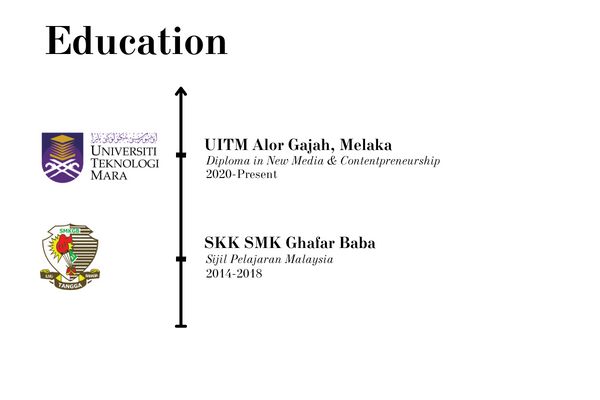 Education
UNIVERSITI
TEKNOLOGI
MARA
UITM Alor Gajah, Melaka
Diploma in New Media & Contentpreneurship
2020-Present
SMKGB
TANGGA
SKK SMK Ghafar Baba
Sijil Pelajaran Malaysia
2014-2018